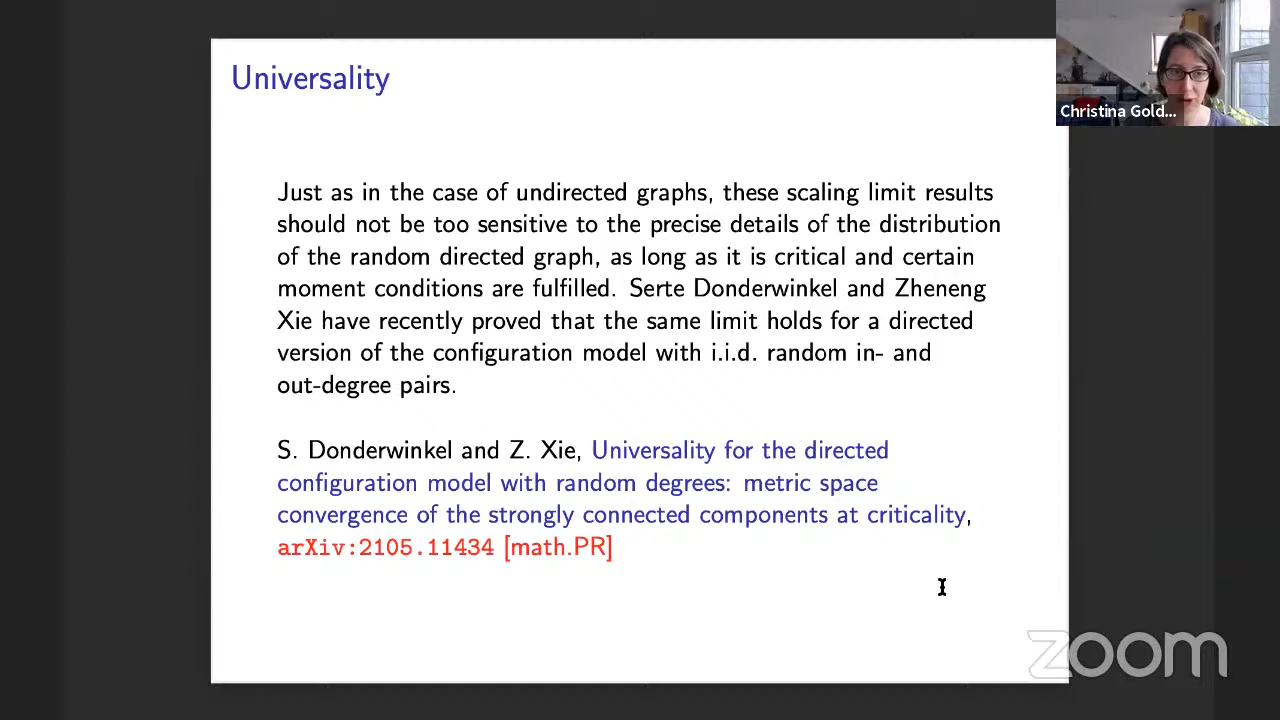 Universality
Christina Gold...
Just as in the case of undirected graphs, these scaling limit results
should not be too sensitive to the precise details of the distribution
of the random directed graph, as long as it is critical and certain
moment conditions are fulfilled. Serte Donderwinkel and Zheneng
Xie have recently proved that the same limit holds for a directed
version of the configuration model with i.i.d. random in- and
out-degree pairs.
S. Donderwinkel and Z. Xie, Universality for the directed
configuration model with random degrees: metric space
convergence of the strongly connected components at criticality,
arXiv:2105.11434 [math.PR]
zoom